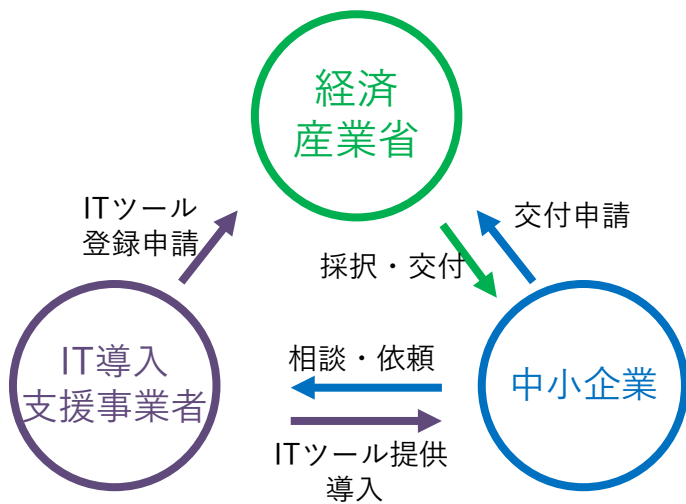 経済
産業省
ITツール
登録申請
交付申請
採択・交付
IT導入
支援事業者
相談・依頼
中小企業
ITツール提供
導入